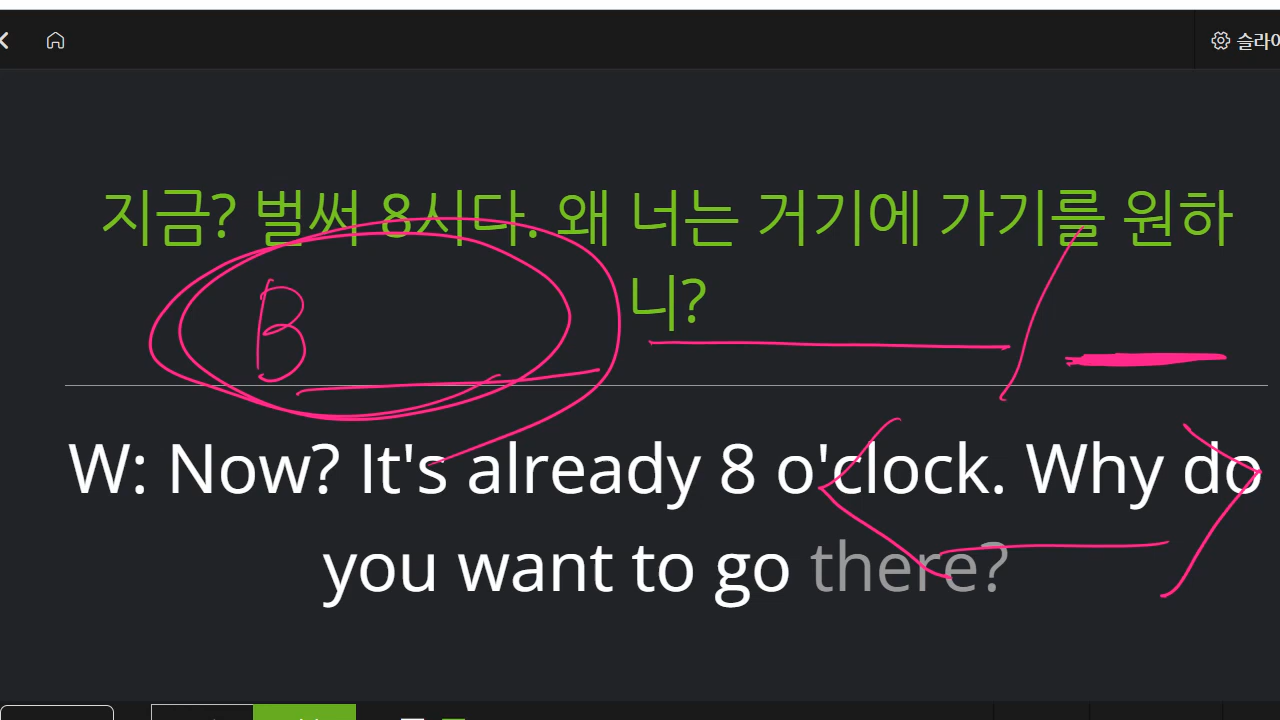 슬라이
지금? 벌써 8시다. 왜 너는 거기에 가기를 원하
니?
B
W: Now? It's already 8 o'clock. Why do
you want to go there?